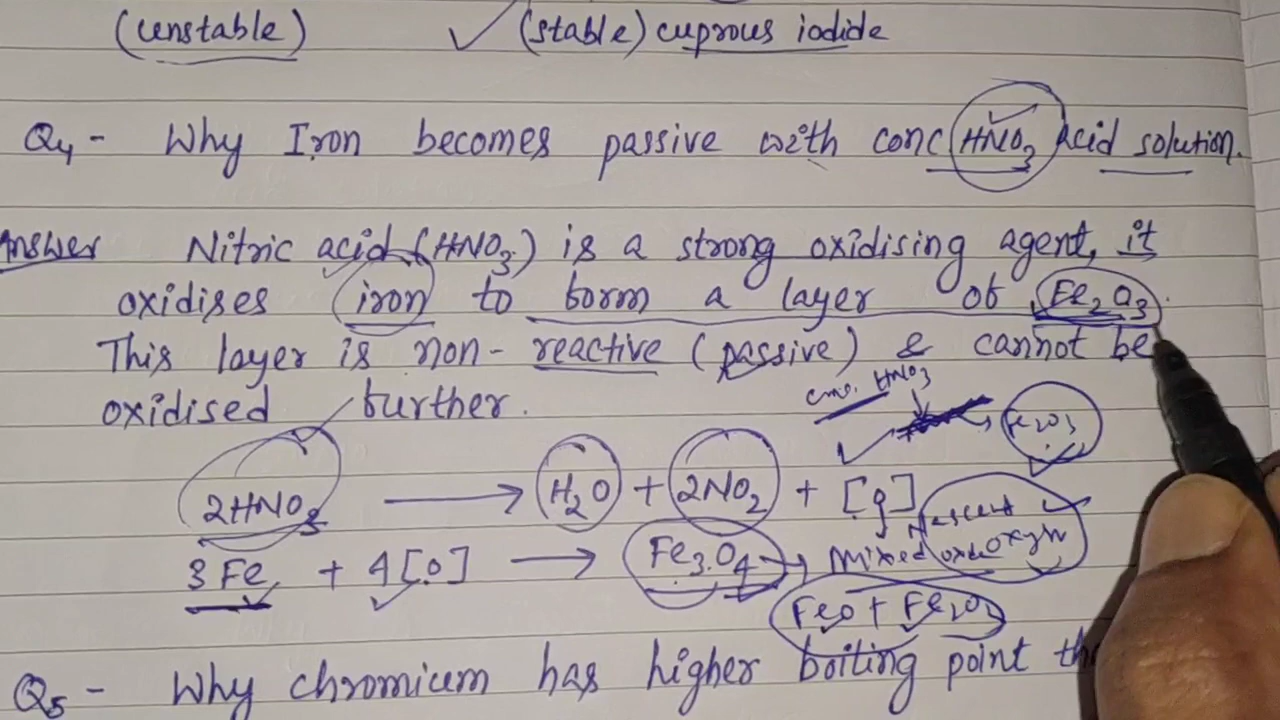 (unstable) ✓ (stable) cuprous iodide
Q4 - Why Iron becomes passive with conc HNO3 acid solution.
Answer Nitric acid (HNO3) is a strong oxidising agent, it
oxidises iron to form a layer of Fe2O3.
This layer is non-reactive (passive) & cannot be
oxidised further.
conc. HNO3
Fe2O3
2HNO3 → H2O + 2NO2 + [O] Nascent
oxygen
3Fe + 4[O] → Fe3O4 → mixed oxide
FeO + Fe2O3
Q5 - Why chromium has higher boiling point